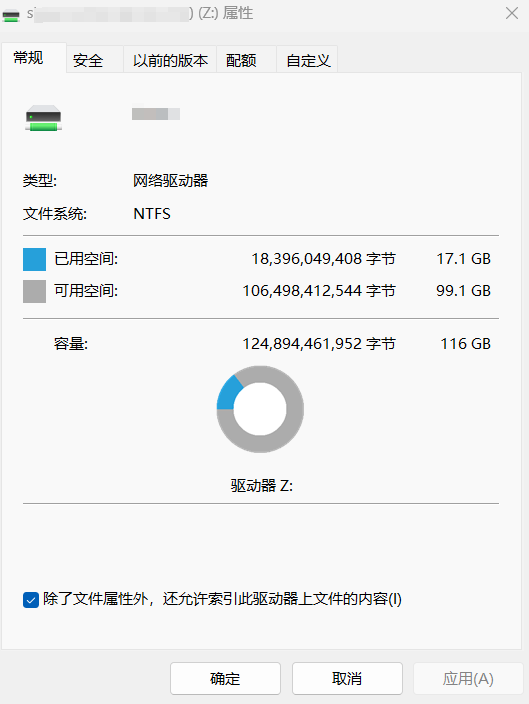 s ) (Z:) 属性
常规 安全 以前的版本 配额 自定义
类型: 网络驱动器
文件系统: NTFS
已用空间: 18,396,049,408 字节 17.1 GB
可用空间: 106,498,412,544 字节 99.1 GB
容量: 124,894,461,952 字节 116 GB
驱动器 Z:
除了文件属性外，还允许索引此驱动器上文件的内容(I)
确定 取消 应用(A)